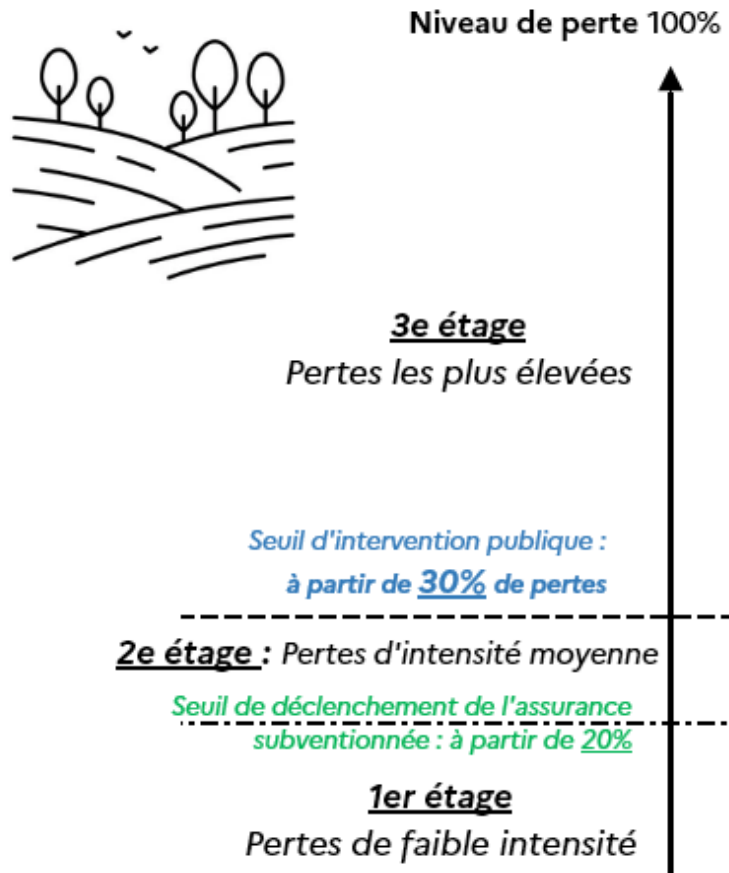 Niveau de perte 100%
3e étage
Pertes les plus élevées
Seuil d'intervention publique :
à partir de 30% de pertes
2e étage : Pertes d'intensité moyenne
Seuil de déclenchement de l'assurance
subventionnée : à partir de 20%
1er étage
Pertes de faible intensité